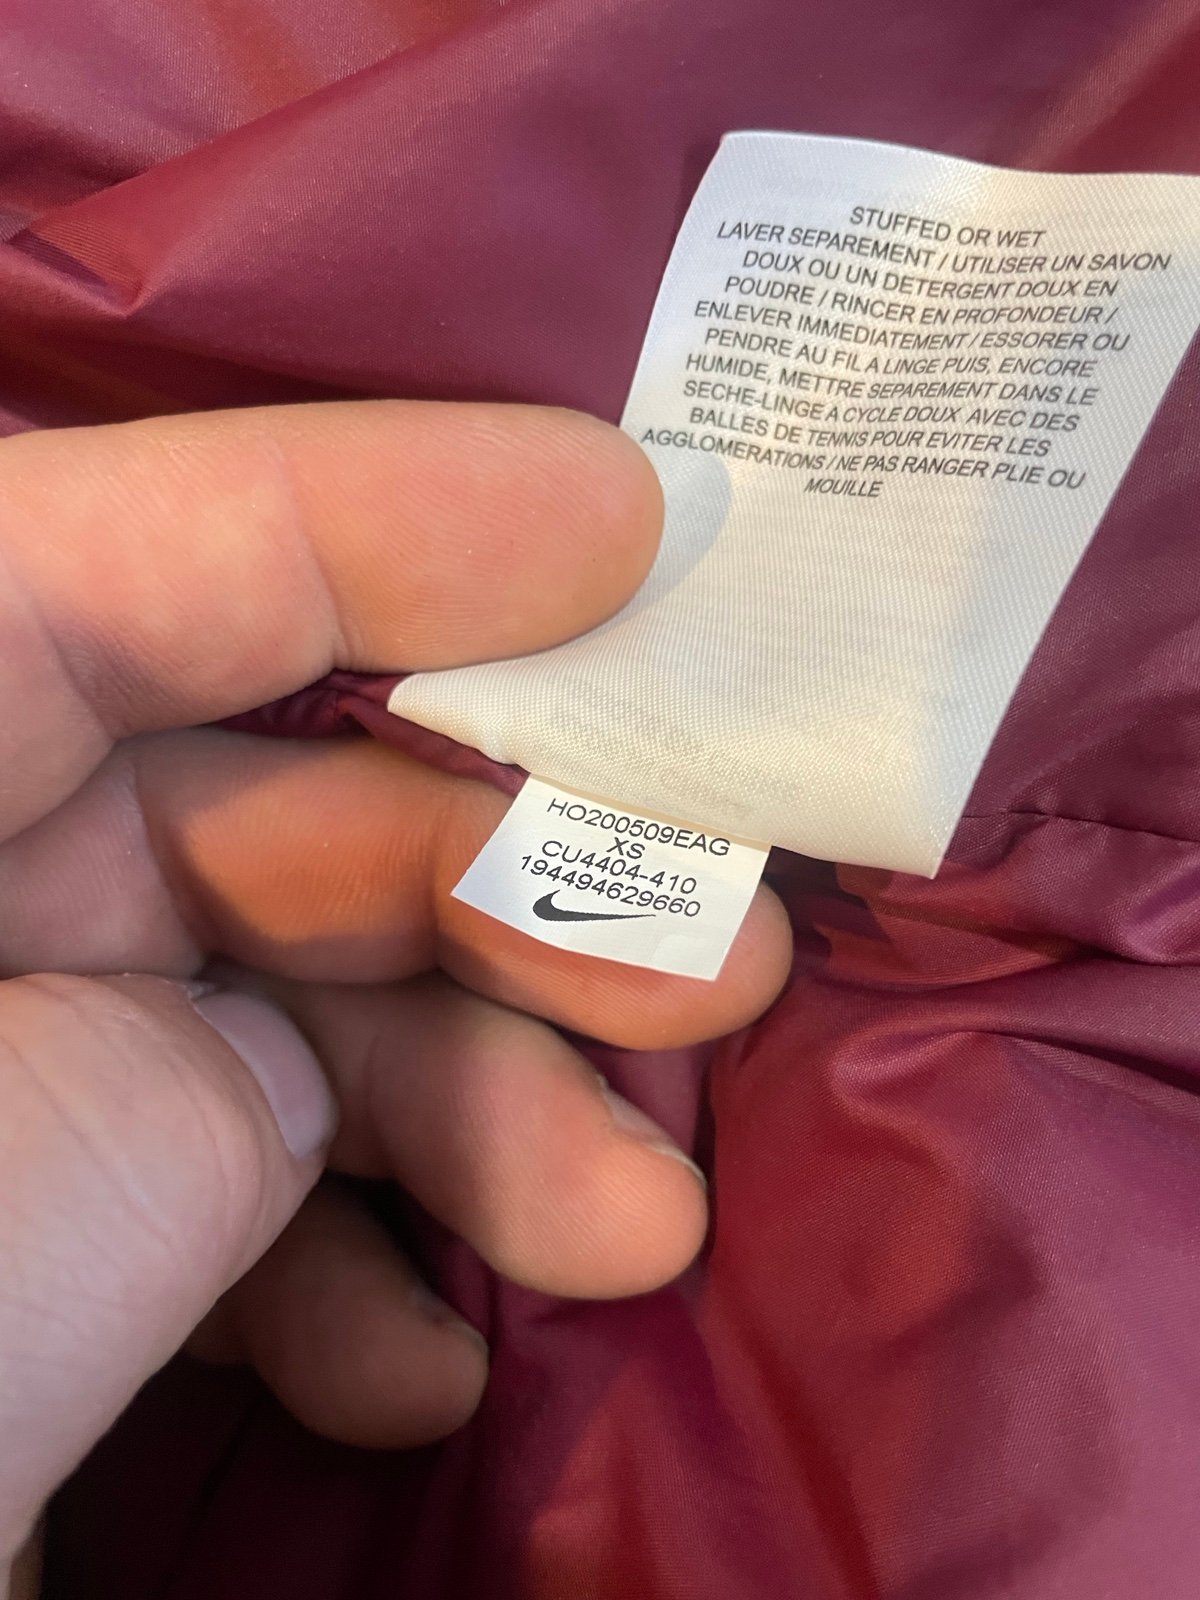 STUFFED OR WET
LAVER SEPAREMENT / UTILISER UN SAVON
DOUX OU UN DETERGENT DOUX EN
POUDRE / RINCER EN PROFONDEUR /
ENLEVER IMMEDIATEMENT / ESSORER OU
PENDRE AU FIL A LINGE PUIS, ENCORE
HUMIDE, METTRE SEPAREMENT DANS LE
SECHE-LINGE A CYCLE DOUX AVEC DES
BALLES DE TENNIS POUR EVITER LES
AGGLOMERATIONS / NE PAS RANGER PLIE OU
MOUILLE
HO200509EAG
XS
CU4404-410
194494629660